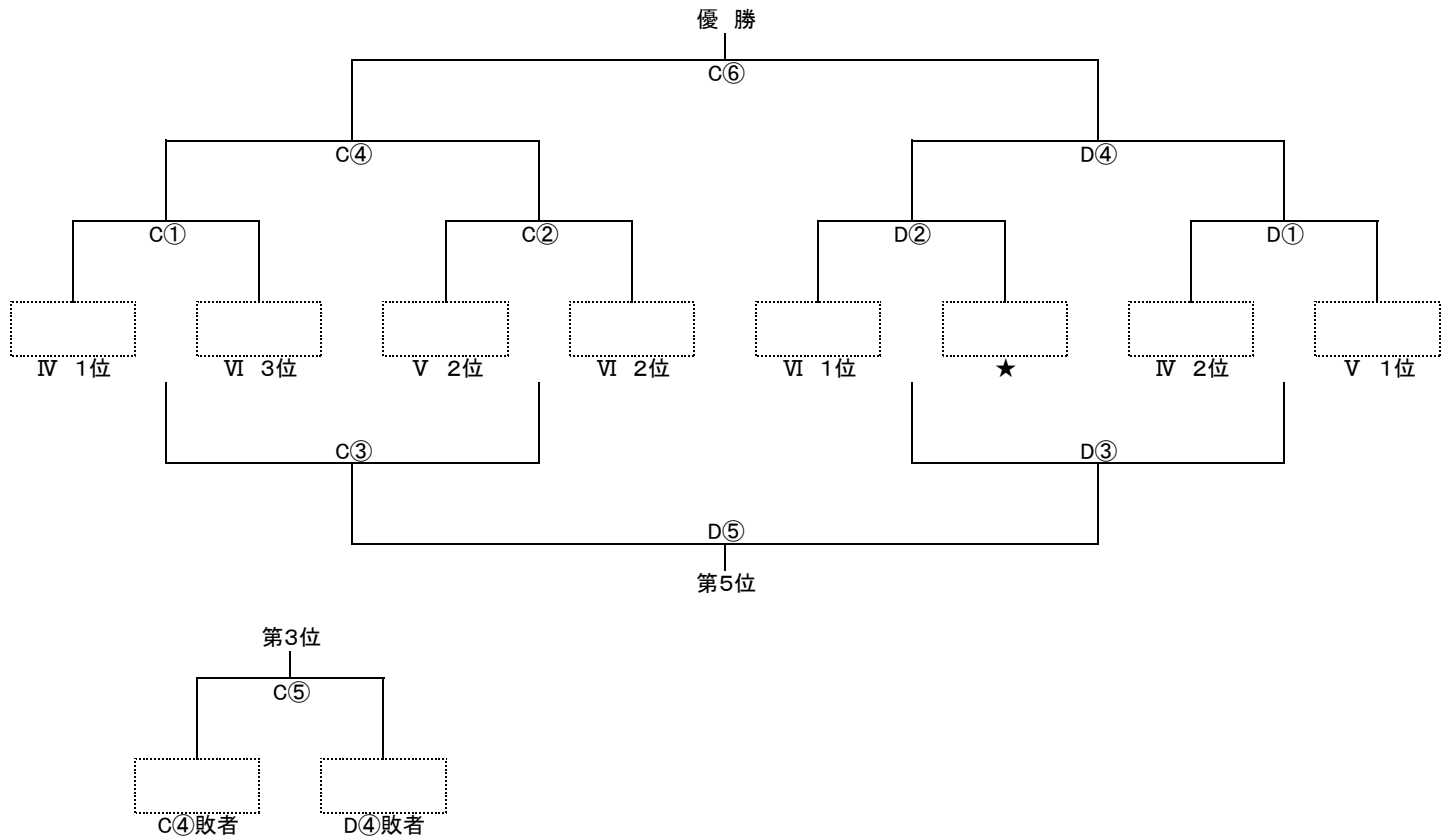 優 勝
C⑥
C④ D④
C① C② D② D①
Ⅳ 1位 Ⅵ 3位 Ⅴ 2位 Ⅵ 2位 Ⅵ 1位 ★ Ⅳ 2位 Ⅴ 1位
C③ D③
D⑤
第5位
第3位
C⑤
C④敗者 D④敗者